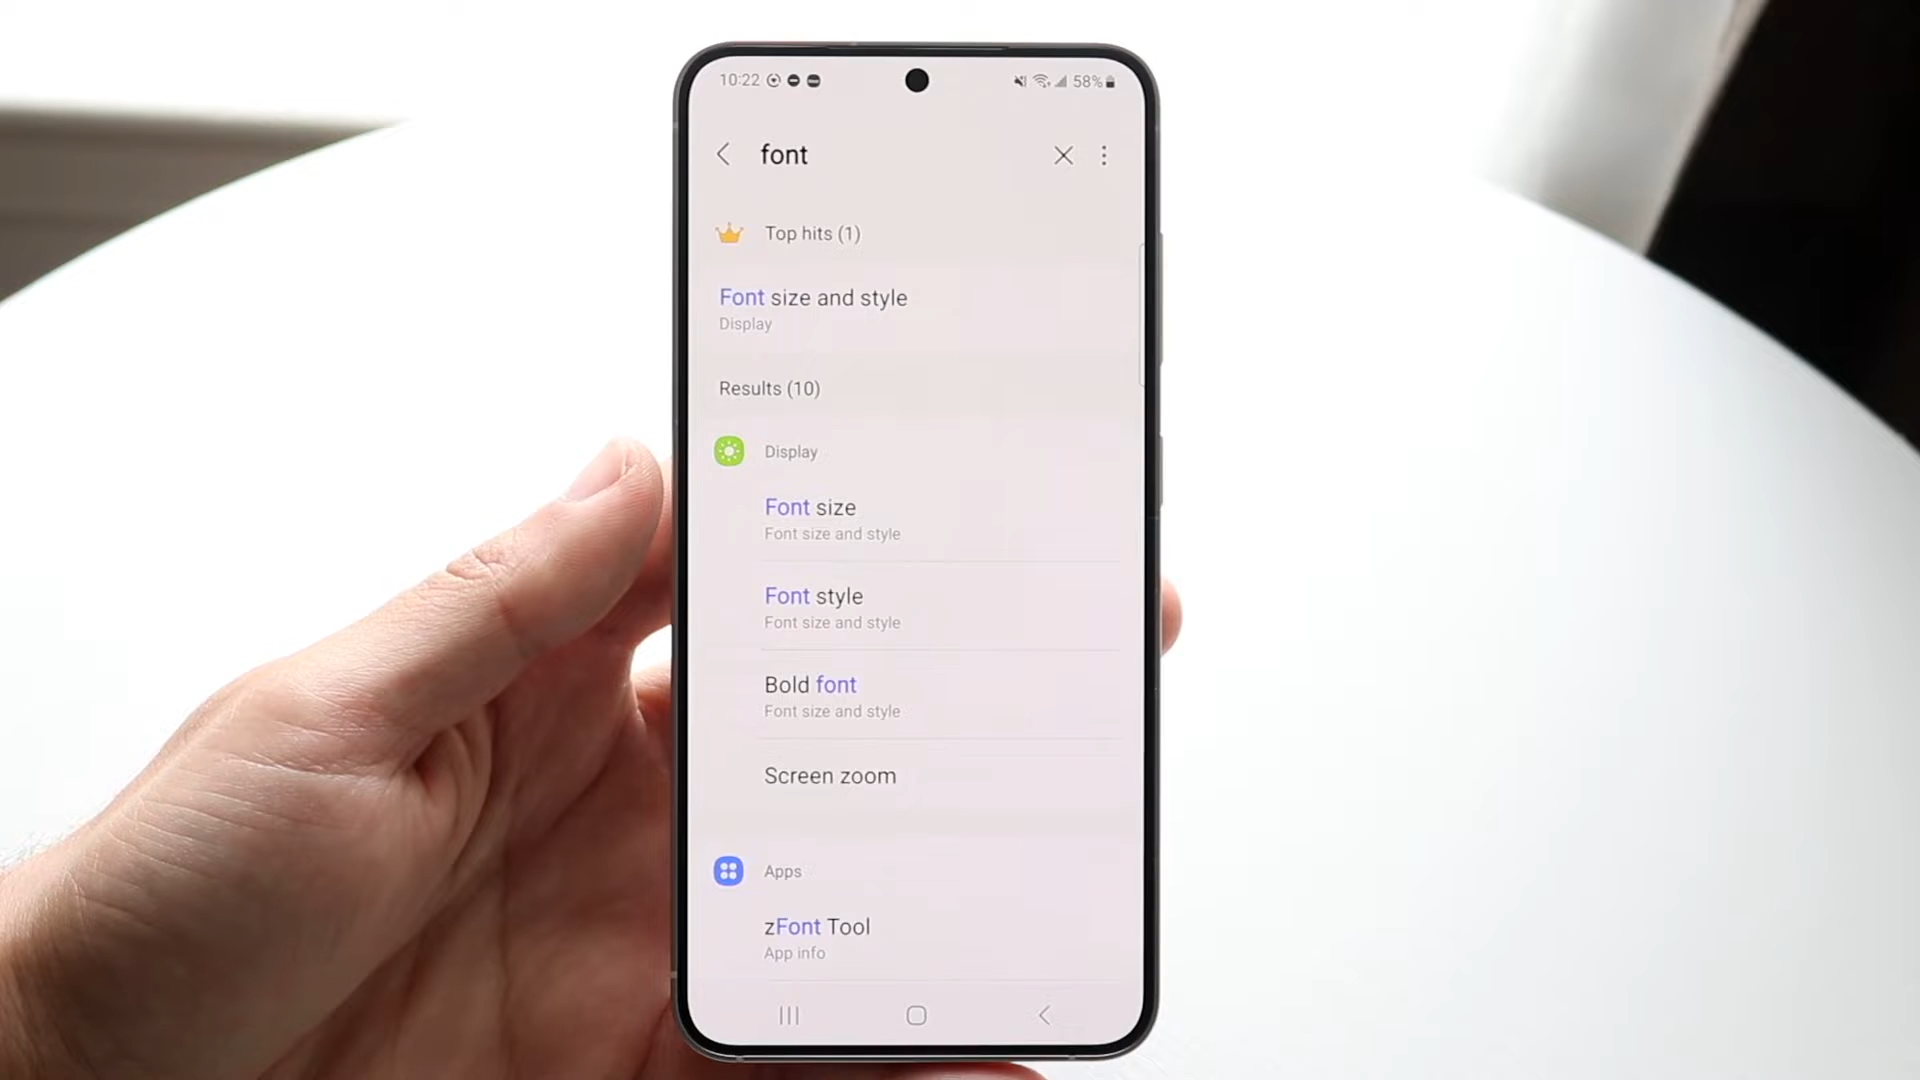 10:22 58%
font
Top hits (1)
Font size and style
Display
Results (10)
Display
Font size
Font size and style
Font style
Font size and style
Bold font
Font size and style
Screen zoom
Apps
zFont Tool
App info